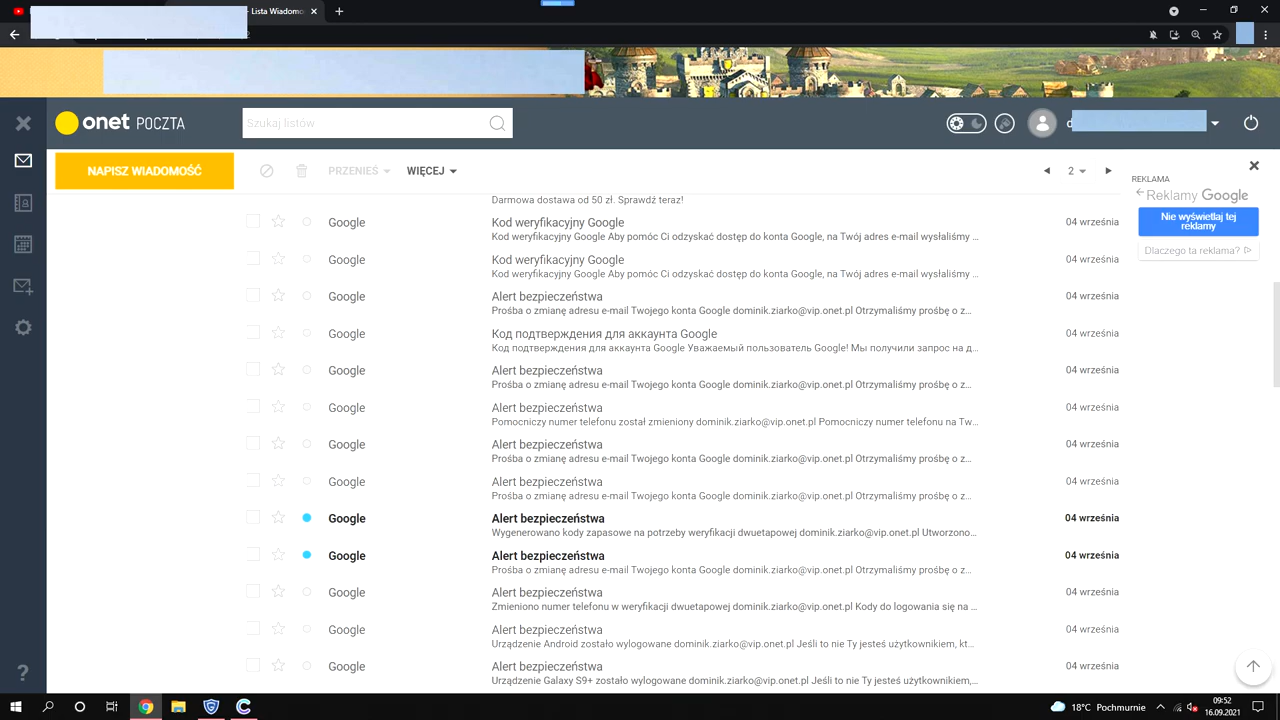 - Lista Wiadomo
onet POCZTA
Szukaj listów
NAPISZ WIADOMOŚĆ
PRZENIEŚ
WIĘCEJ
2
REKLAMA
Reklamy Google
Nie wyświetlaj tej
reklamy
Dlaczego ta reklama?
Darmowa dostawa od 50 zł. Sprawdź teraz!
Google Kod weryfikacyjny Google 04 września
Kod weryfikacyjny Google Aby pomóc Ci odzyskać dostęp do konta Google, na Twój adres e-mail wysłaliśmy ...
Google Kod weryfikacyjny Google 04 września
Kod weryfikacyjny Google Aby pomóc Ci odzyskać dostęp do konta Google, na Twój adres e-mail wysłaliśmy ...
Google Alert bezpieczeństwa 04 września
Prośba o zmianę adresu e-mail Twojego konta Google dominik.ziarko@vip.onet.pl Otrzymaliśmy prośbę o z...
Google Код подтверждения для аккаунта Google 04 września
Код подтверждения для аккаунта Google Уважаемый пользователь Google! Мы получили запрос на д...
Google Alert bezpieczeństwa 04 września
Prośba o zmianę adresu e-mail Twojego konta Google dominik.ziarko@vip.onet.pl Otrzymaliśmy prośbę o z...
Google Alert bezpieczeństwa 04 września
Pomocniczy numer telefonu został zmieniony dominik.ziarko@vip.onet.pl Pomocniczy numer telefonu na Tw...
Google Alert bezpieczeństwa 04 września
Prośba o zmianę adresu e-mail Twojego konta Google dominik.ziarko@vip.onet.pl Otrzymaliśmy prośbę o z...
Google Alert bezpieczeństwa 04 września
Prośba o zmianę adresu e-mail Twojego konta Google dominik.ziarko@vip.onet.pl Otrzymaliśmy prośbę o z...
Google Alert bezpieczeństwa 04 września
Wygenerowano kody zapasowe na potrzeby weryfikacji dwuetapowej dominik.ziarko@vip.onet.pl Utworzono...
Google Alert bezpieczeństwa 04 września
Prośba o zmianę adresu e-mail Twojego konta Google dominik.ziarko@vip.onet.pl Otrzymaliśmy prośbę o z...
Google Alert bezpieczeństwa 04 września
Zmieniono numer telefonu w weryfikacji dwuetapowej dominik.ziarko@vip.onet.pl Kody do logowania się na ...
Google Alert bezpieczeństwa 04 września
Urządzenie Android zostało wylogowane dominik.ziarko@vip.onet.pl Jeśli to nie Ty jesteś użytkownikiem, kt...
Google Alert bezpieczeństwa 04 września
Urządzenie Galaxy S9+ zostało wylogowane dominik.ziarko@vip.onet.pl Jeśli to nie Ty jesteś użytkownikiem,...
18°C Pochmurnie
09:52
16.09.2021